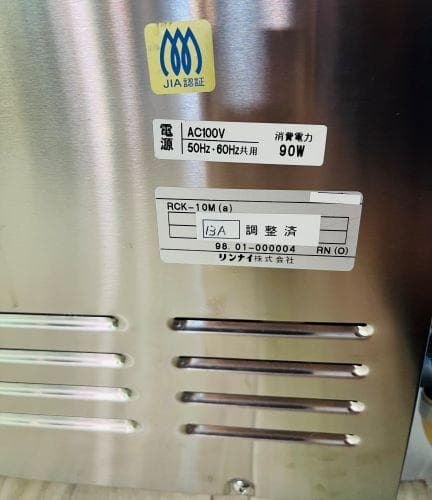 JIA認証
電源
AC100V
50Hz・60Hz共用
消費電力
90W
RCK-10M(a)
13A 調整済
98.01-000004 RN(O)
リンナイ株式会社